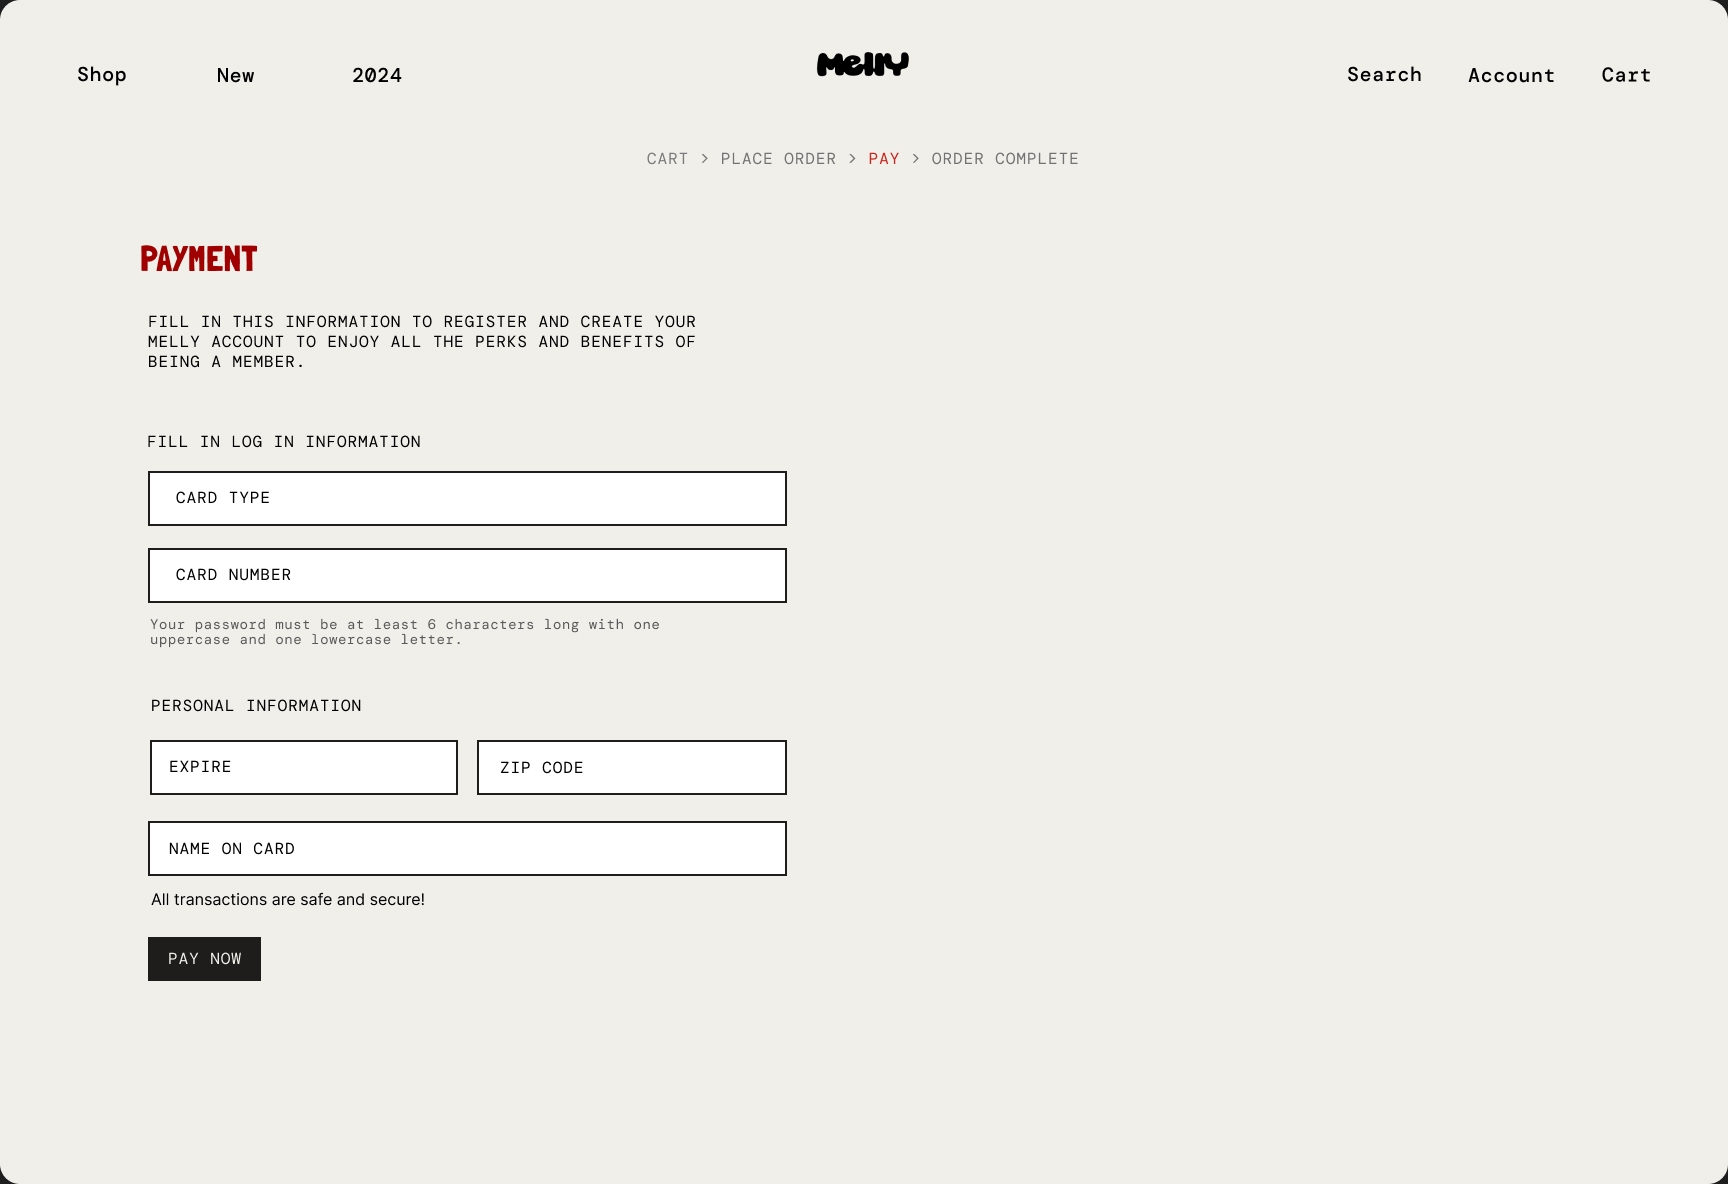 Shop New 2024 Melly Search Account Cart
CART > PLACE ORDER > PAY > ORDER COMPLETE
PAYMENT
FILL IN THIS INFORMATION TO REGISTER AND CREATE YOUR
MELLY ACCOUNT TO ENJOY ALL THE PERKS AND BENEFITS OF
BEING A MEMBER.
FILL IN LOG IN INFORMATION
CARD TYPE
CARD NUMBER
Your password must be at least 6 characters long with one
uppercase and one lowercase letter.
PERSONAL INFORMATION
EXPIRE ZIP CODE
NAME ON CARD
All transactions are safe and secure!
PAY NOW